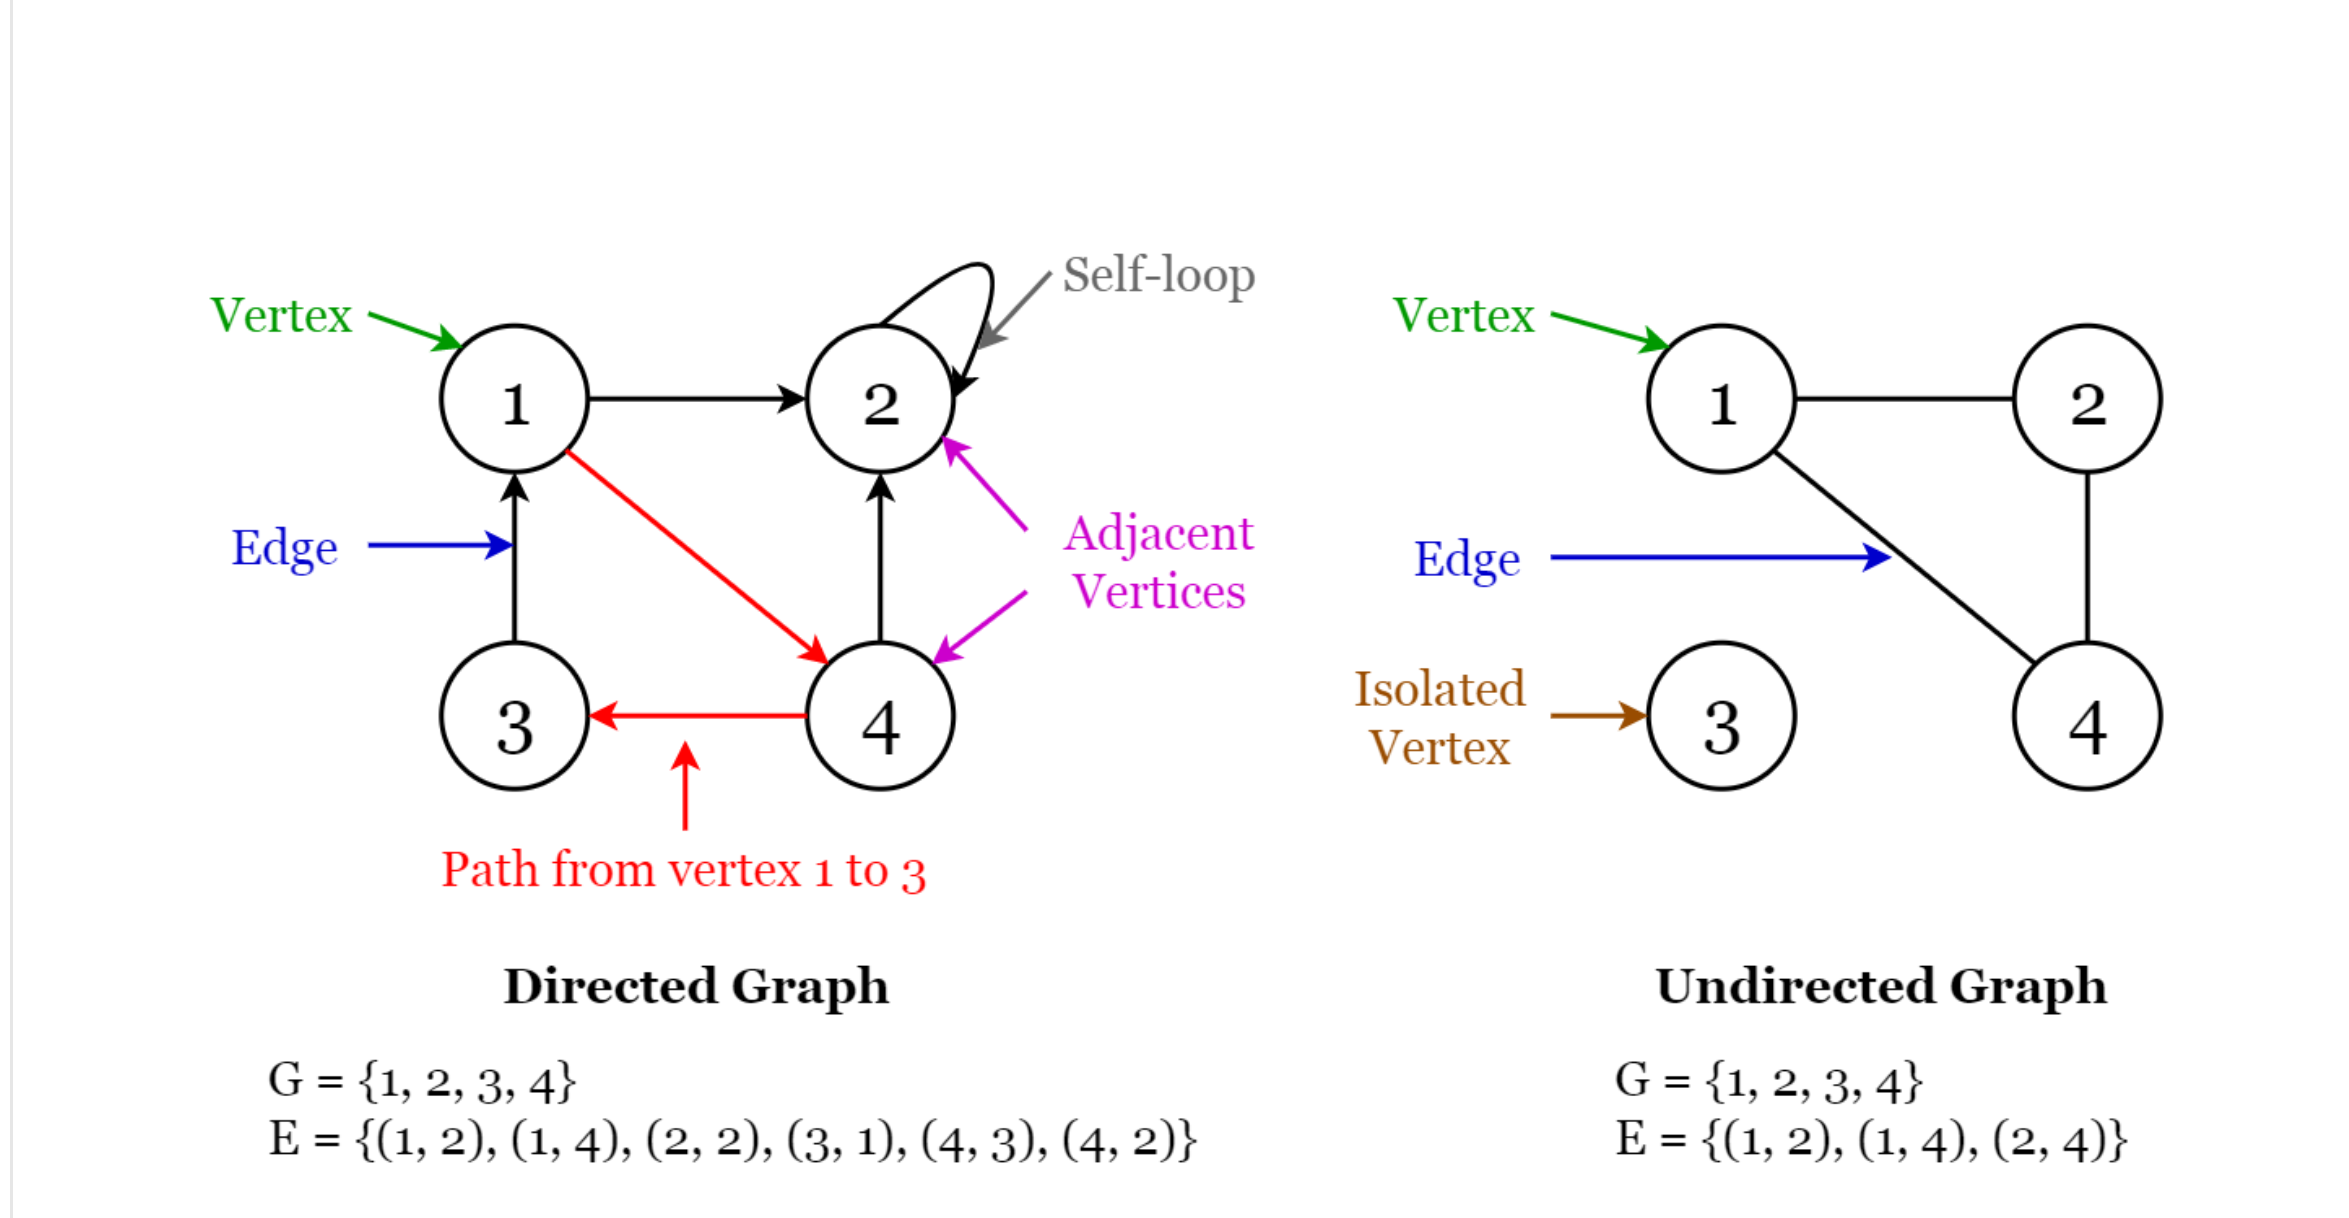 Self-loop
Vertex
1
2
Edge
Adjacent
Vertices
3
4
Path from vertex 1 to 3
Directed Graph
G = {1, 2, 3, 4}
E = {(1, 2), (1, 4), (2, 2), (3, 1), (4, 3), (4, 2)}
Vertex
1
2
Edge
Isolated
Vertex
3
4
Undirected Graph
G = {1, 2, 3, 4}
E = {(1, 2), (1, 4), (2, 4)}